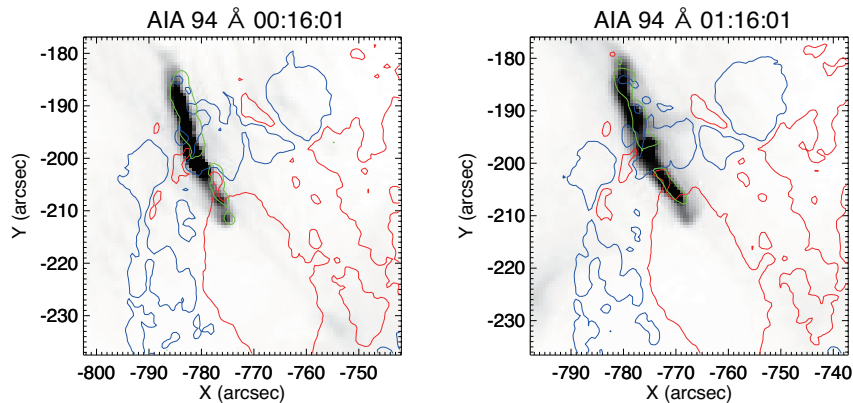 AIA 94 Å 00:16:01
-180
-190
-200
-210
-220
-230
Y (arcsec)
-800 -790 -780 -770 -760 -750
X (arcsec)
AIA 94 Å 01:16:01
-180
-190
-200
-210
-220
-230
Y (arcsec)
-790 -780 -770 -760 -750 -740
X (arcsec)